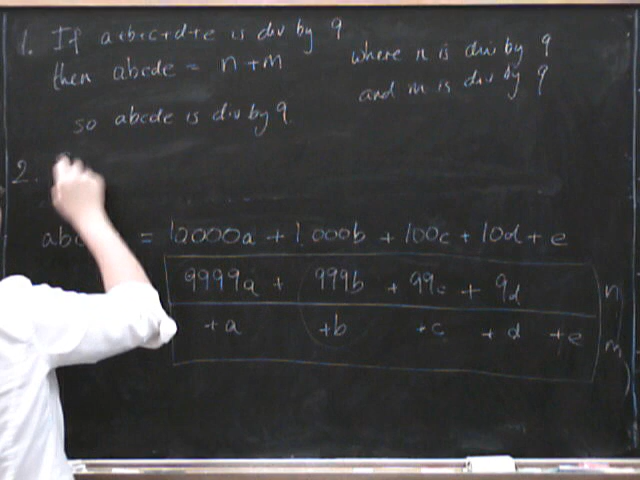 1. If a+b+c+d+e is div by 9
then abcde = n+m where n is div by 9
and m is div by 9
so abcde is div by 9.
2.
abc = 10000a + 1000b + 100c + 10d + e
9999a + 999b + 99c + 9d n
+ a + b + c + d + e m